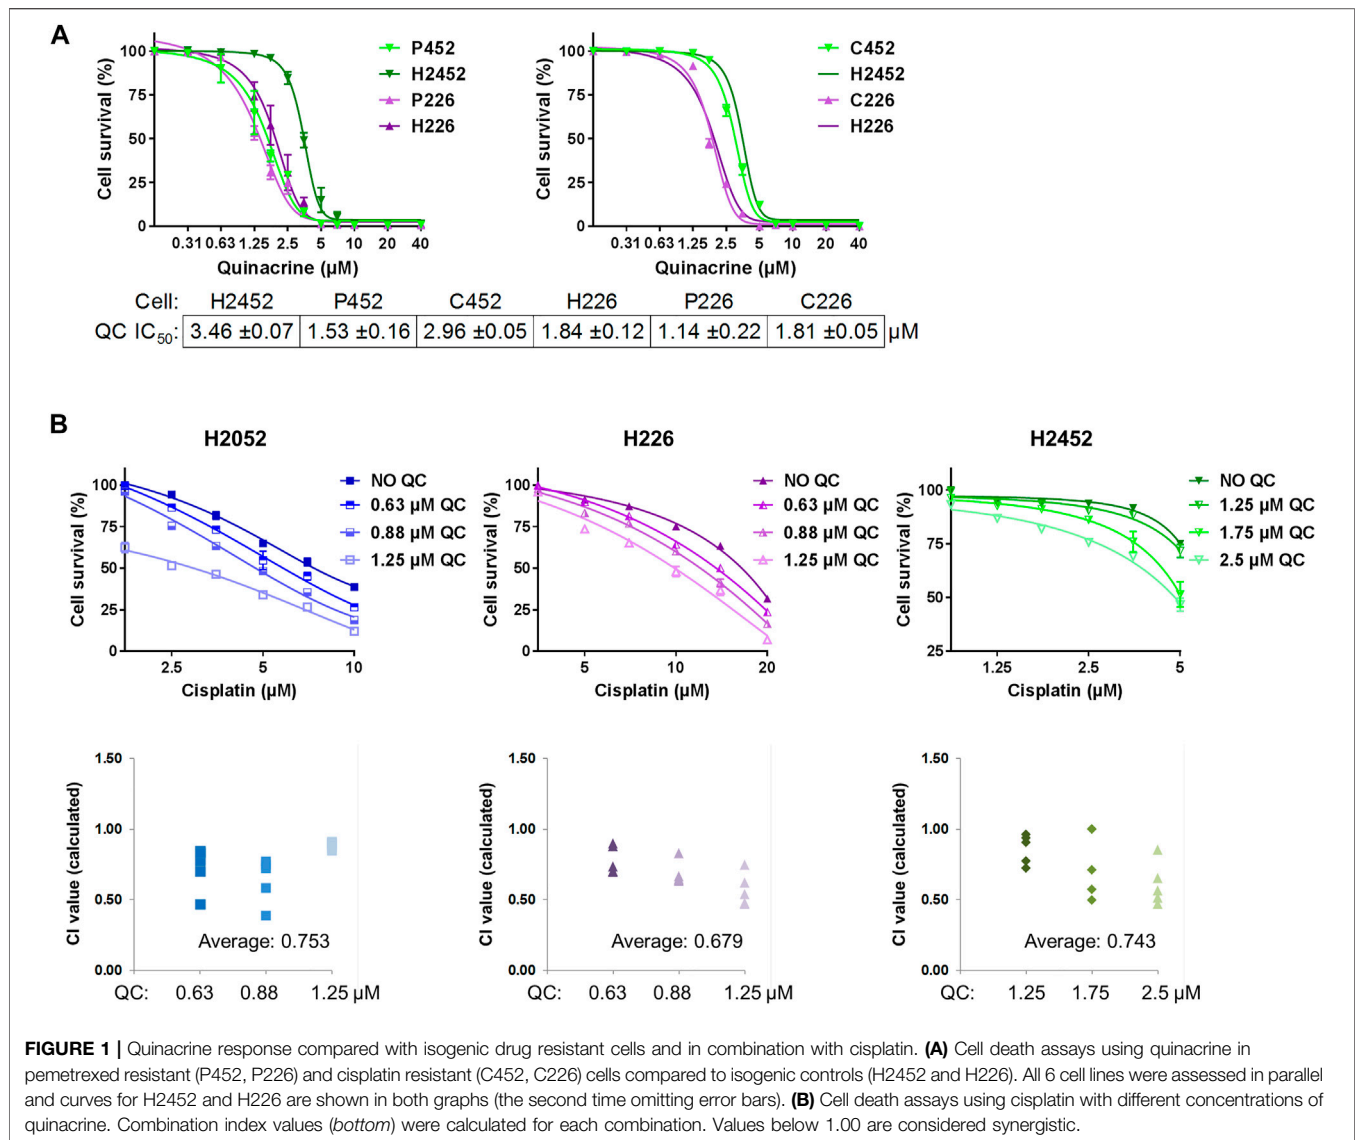 A
100
75
50
25
0
Cell survival (%)
0.31 0.63 1.25 2.5 5 10 20 40
Quinacrine (µM)
P452
H2452
P226
H226
100
75
50
25
0
Cell survival (%)
0.31 0.63 1.25 2.5 5 10 20 40
Quinacrine (µM)
C452
H2452
C226
H226
Cell: H2452 P452 C452 H226 P226 C226
QC IC50: 3.46 ±0.07 1.53 ±0.16 2.96 ±0.05 1.84 ±0.12 1.14 ±0.22 1.81 ±0.05 µM
B
H2052
100
75
50
25
0
Cell survival (%)
2.5 5 10
Cisplatin (µM)
NO QC
0.63 µM QC
0.88 µM QC
1.25 µM QC
H226
100
75
50
25
0
Cell survival (%)
5 10 20
Cisplatin (µM)
NO QC
0.63 µM QC
0.88 µM QC
1.25 µM QC
H2452
100
75
50
25
Cell survival (%)
1.25 2.5 5
Cisplatin (µM)
NO QC
1.25 µM QC
1.75 µM QC
2.5 µM QC
1.50
1.00
0.50
0.00
CI value (calculated)
Average: 0.753
QC: 0.63 0.88 1.25 µM
1.50
1.00
0.50
0.00
CI value (calculated)
Average: 0.679
QC: 0.63 0.88 1.25 µM
1.50
1.00
0.50
0.00
CI value (calculated)
Average: 0.743
QC: 1.25 1.75 2.5 µM
FIGURE 1 | Quinacrine response compared with isogenic drug resistant cells and in combination with cisplatin. (A) Cell death assays using quinacrine in
pemetrexed resistant (P452, P226) and cisplatin resistant (C452, C226) cells compared to isogenic controls (H2452 and H226). All 6 cell lines were assessed in parallel
and curves for H2452 and H226 are shown in both graphs (the second time omitting error bars). (B) Cell death assays using cisplatin with different concentrations of
quinacrine. Combination index values (bottom) were calculated for each combination. Values below 1.00 are considered synergistic.